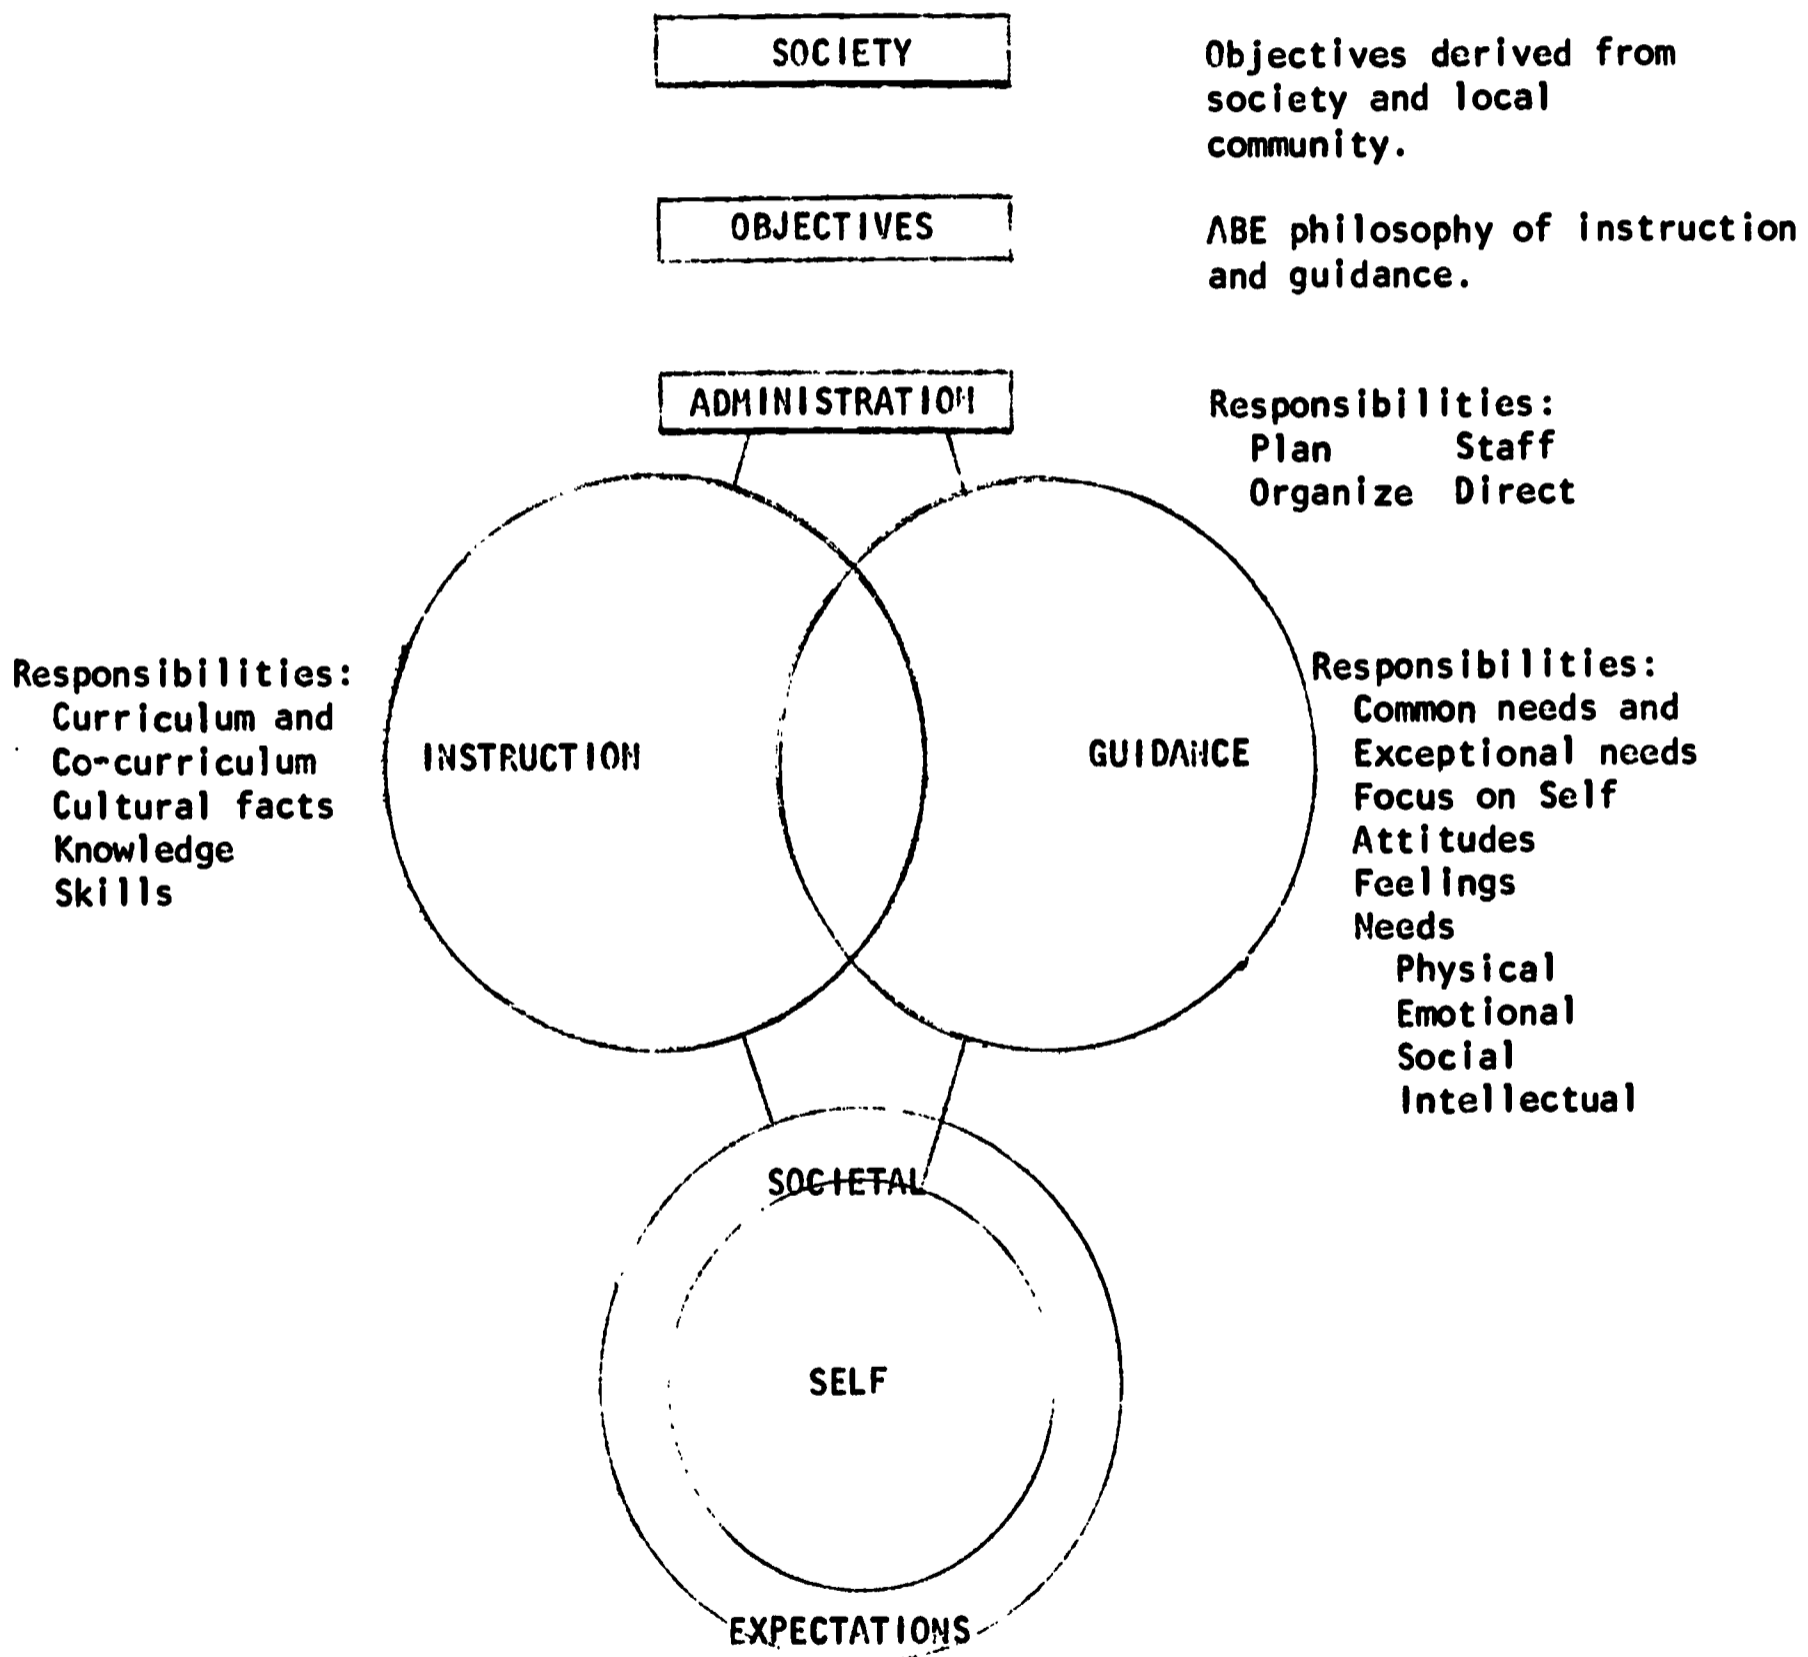 SOCIETY
Objectives derived from
society and local
community.
OBJECTIVES
ABE philosophy of instruction
and guidance.
ADMINISTRATION
Responsibilities:
Plan Staff
Organize Direct
Responsibilities:
Curriculum and
Co-curriculum
Cultural facts
Knowledge
Skills
INSTRUCTION
GUIDANCE
Responsibilities:
Common needs and
Exceptional needs
Focus on Self
Attitudes
Feelings
Needs
Physical
Emotional
Social
Intellectual
SOCIETAL
SELF
EXPECTATIONS